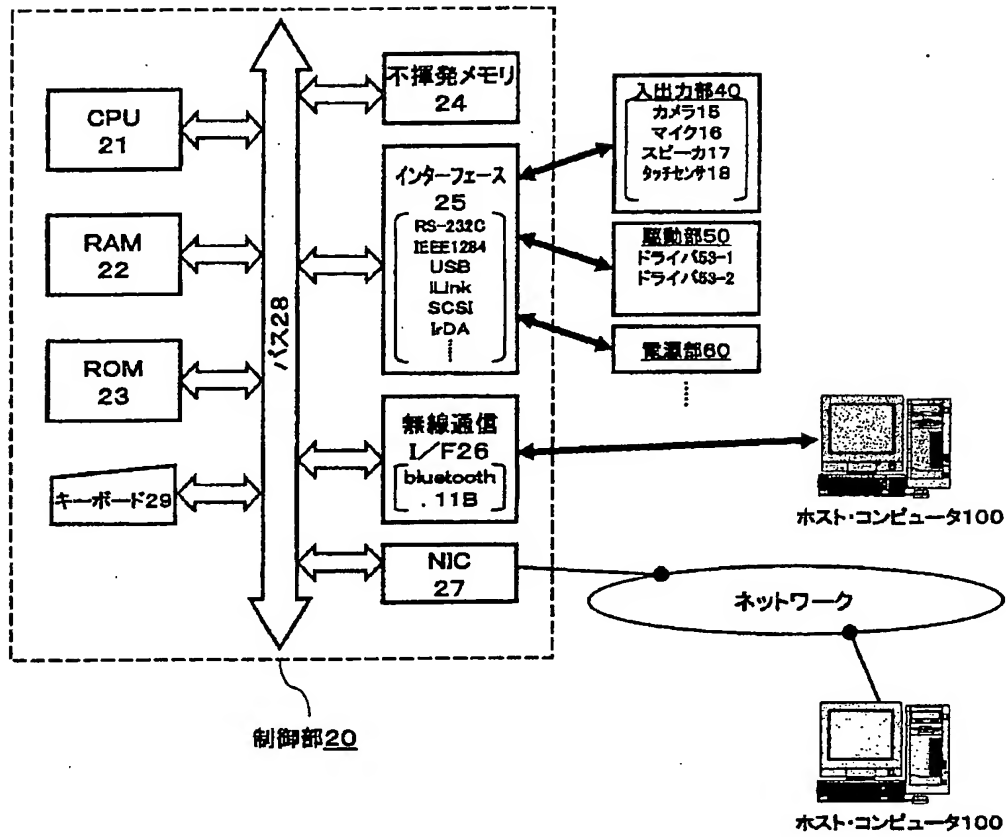 CPU
21
RAM
22
ROM
23
キーボード29
バス28
不揮発メモリ
24
インターフェース
25
RS-232C
IEEE1284
USB
iLink
SCSI
IrDA
無線通信
I/F26
bluetooth
.11B
NIC
27
入出力部40
カメラ15
マイク16
スピーカ17
タッチセンサ18
駆動部50
ドライバ53-1
ドライバ53-2
電源部60
ホスト・コンピュータ100
ネットワーク
ホスト・コンピュータ100
制御部20